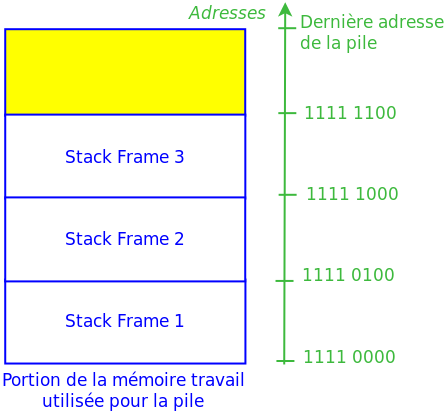 Adresses
Dernière adresse
de la pile
1111 1100
Stack Frame 3
1111 1000
Stack Frame 2
1111 0100
Stack Frame 1
1111 0000
Portion de la mémoire travail
utilisée pour la pile